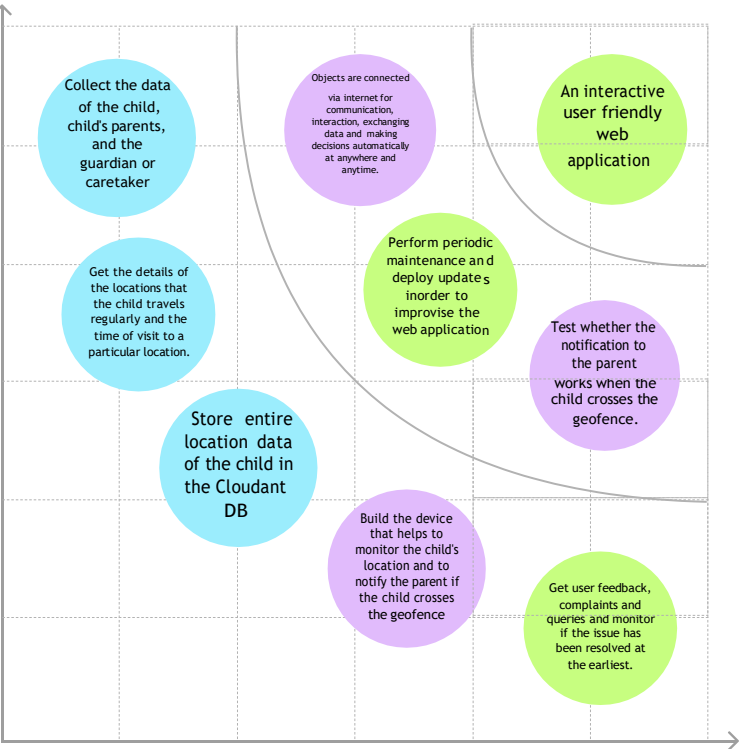 Collect the data
of the child,
child's parents,
and the
guardian or
caretaker
Objects are connected
via internet for
communication,
interaction, exchanging
data and making
decisions automatically
at anywhere and
anytime.
An interactive
user friendly
web
application
Get the details of
the locations that
the child travels
regularly and the
time of visit to a
particular location.
Perform periodic
maintenance and
deploy updates
inorder to
improvise the
web application
Test whether the
notification to
the parent
works when the
child crosses the
geofence.
Store entire
location data
of the child in
the Cloudant
DB
Build the device
that helps to
monitor the child's
location and to
notify the parent if
the child crosses
the geofence
Get user feedback,
complaints and
queries and monitor
if the issue has
been resolved at
the earliest.